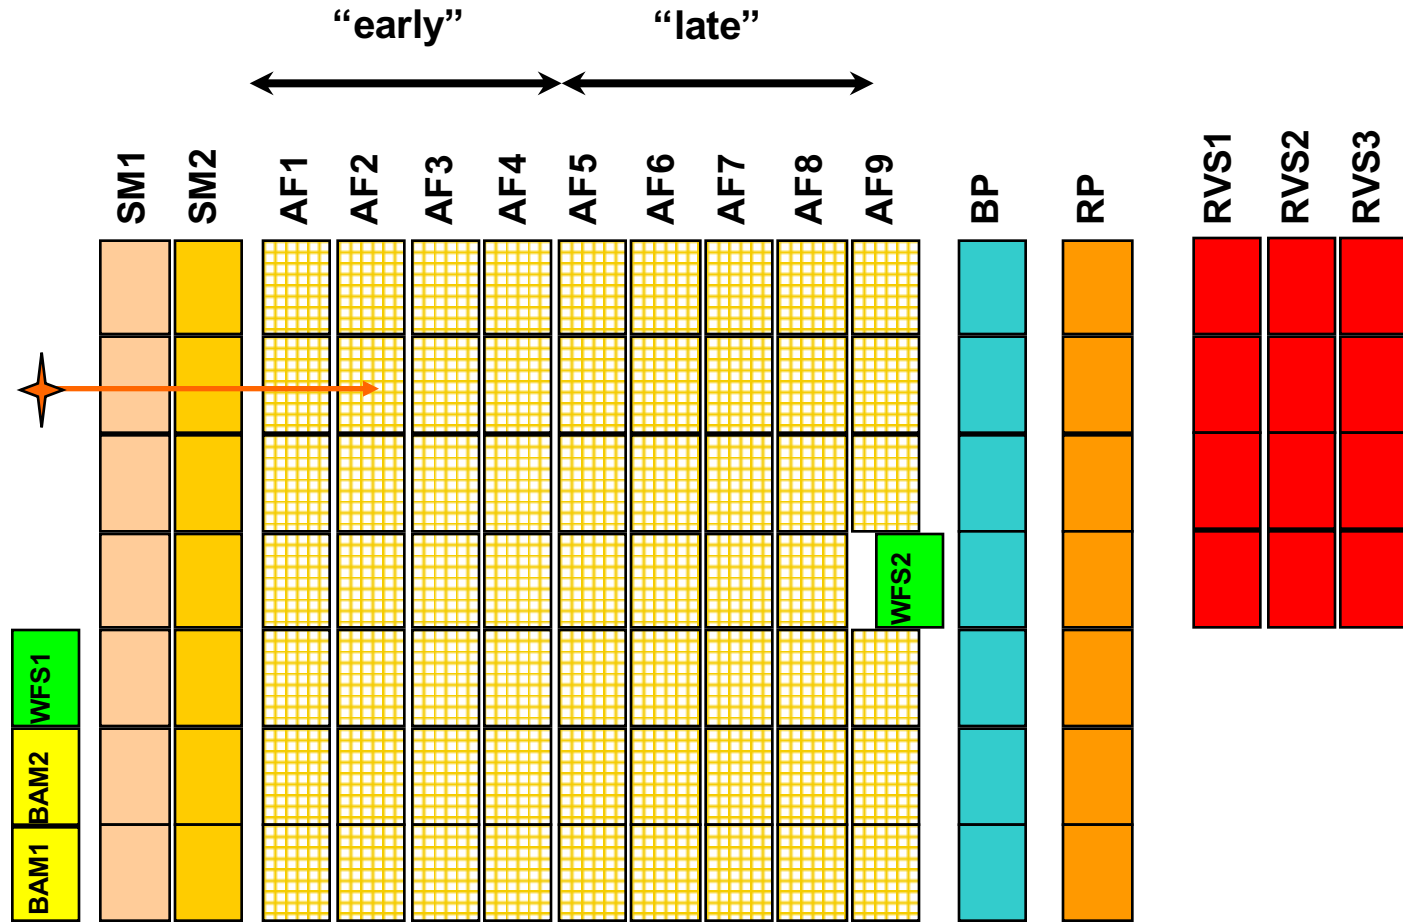 “early” “late”
SM1 SM2 AF1 AF2 AF3 AF4 AF5 AF6 AF7 AF8 AF9 BP RP RVS1 RVS2 RVS3
WFS2
WFS1
BAM2
BAM1